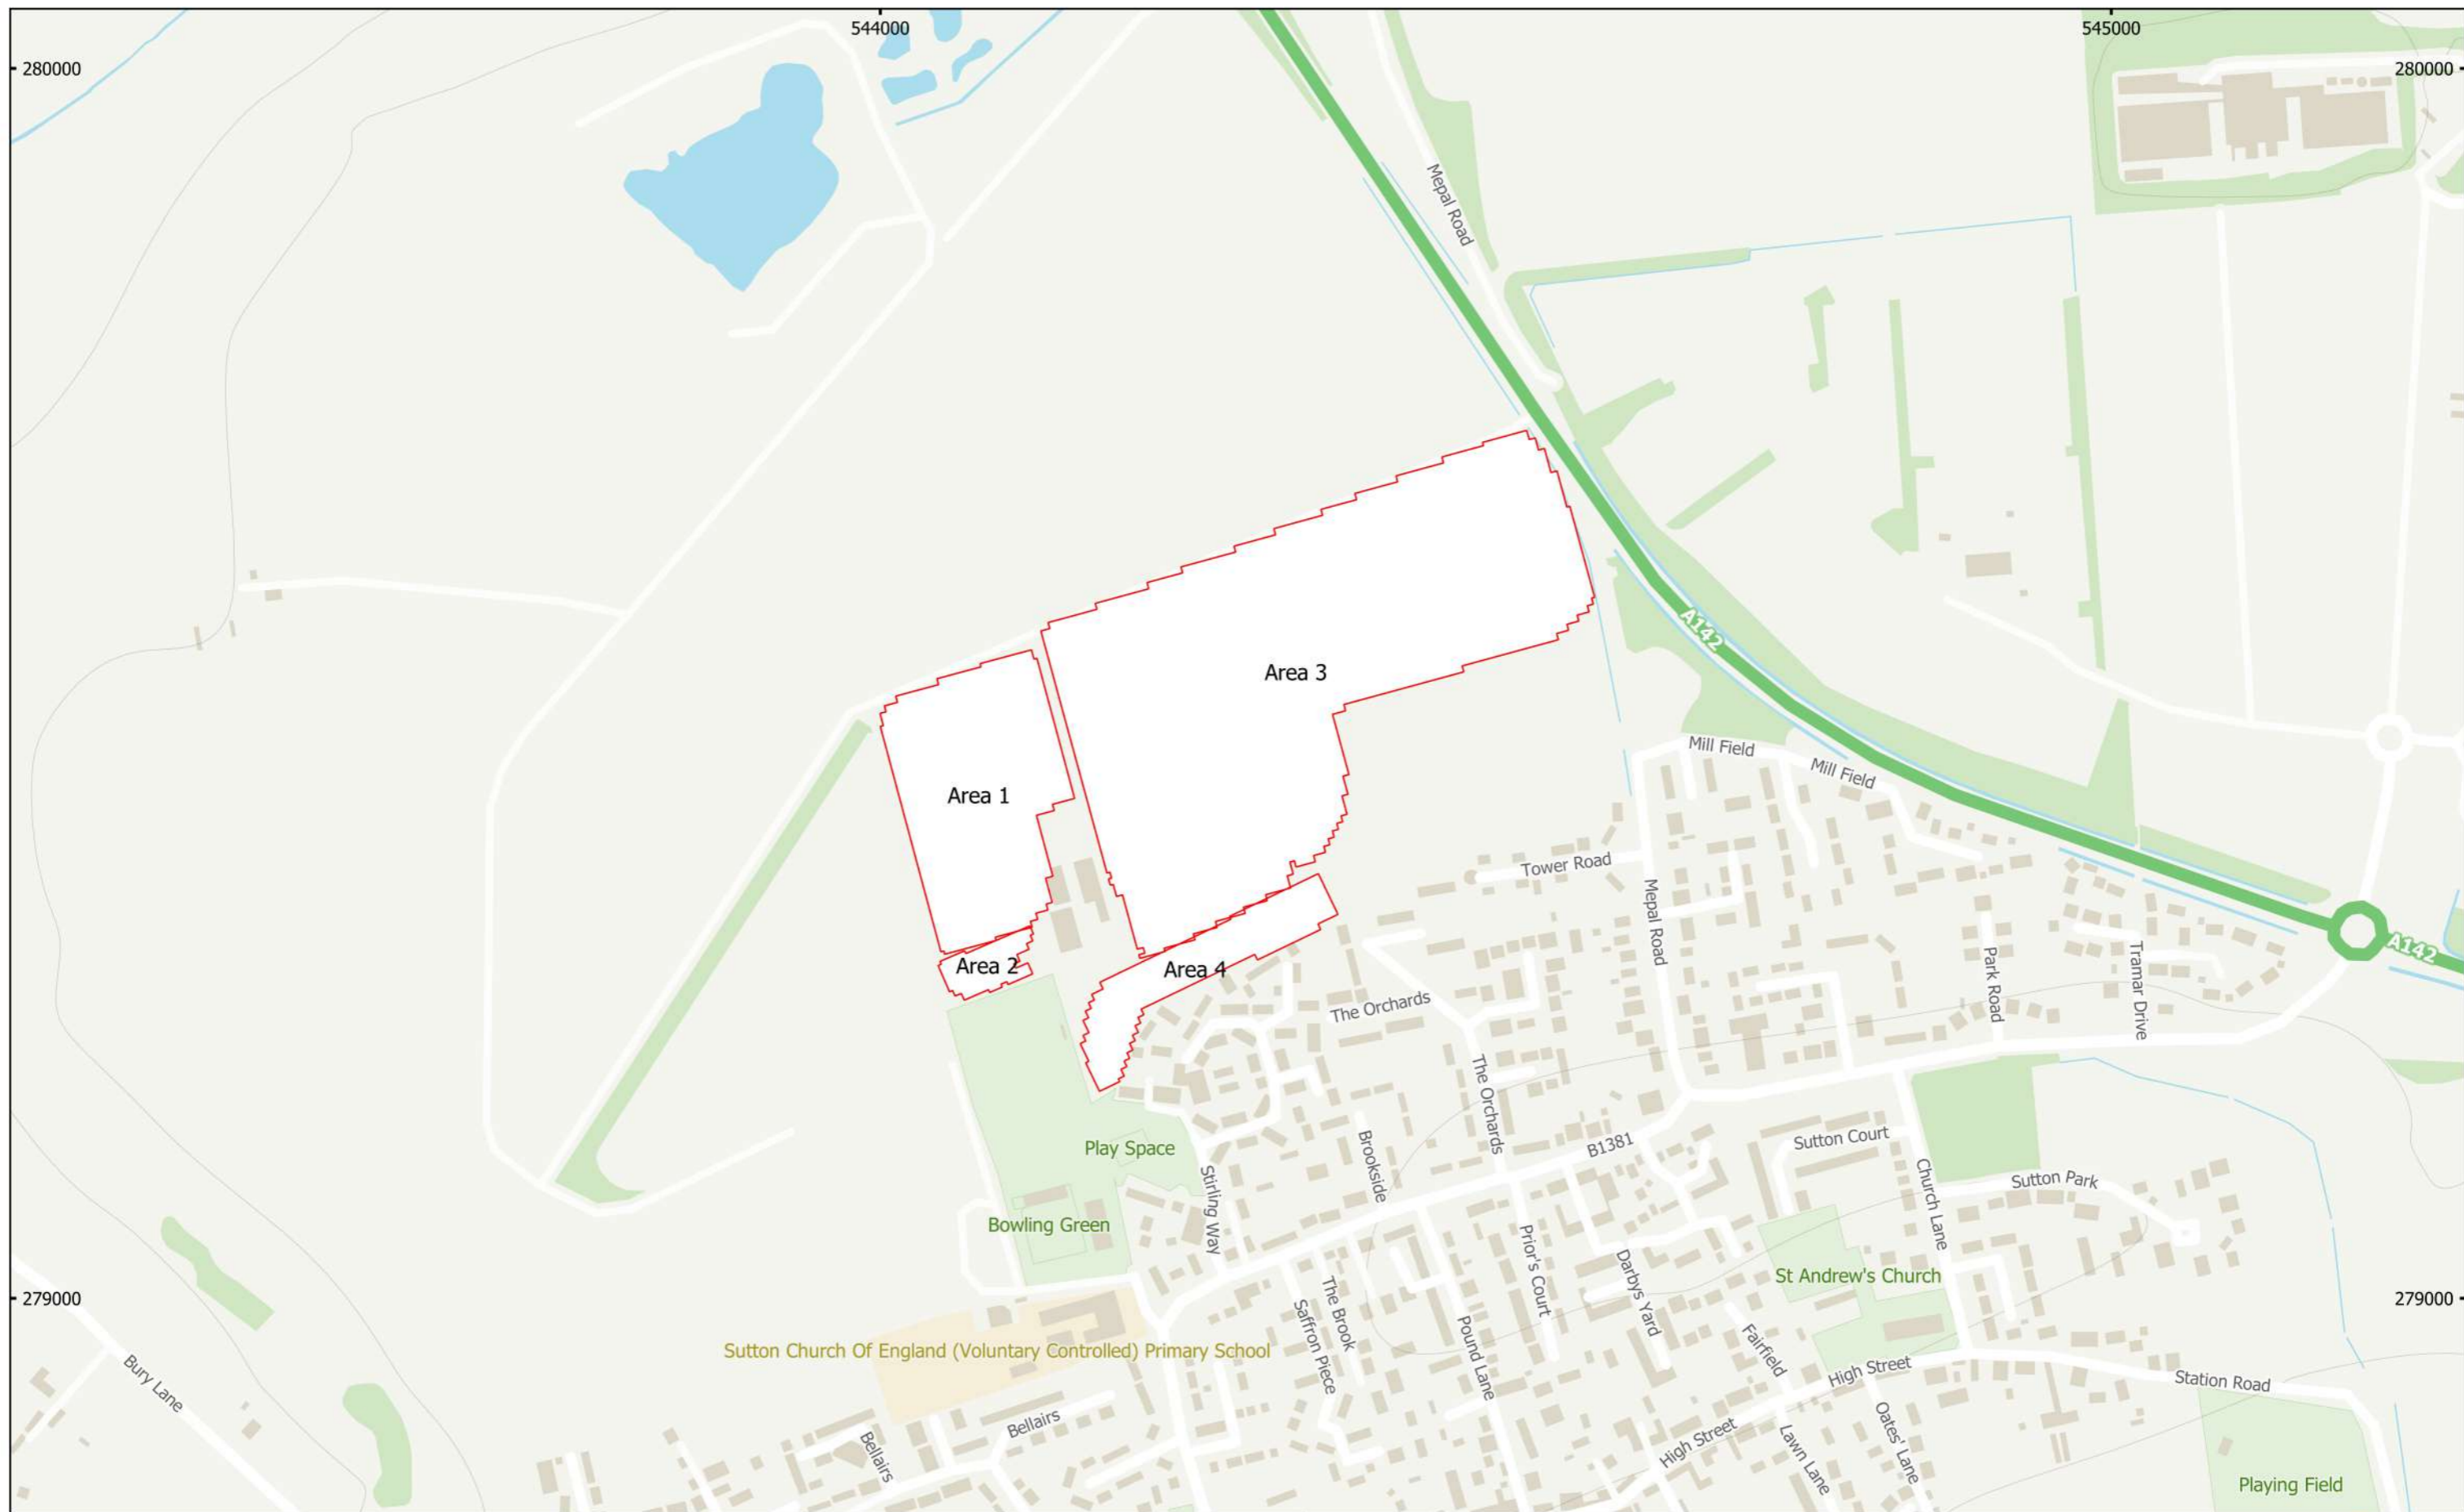 544000
545000
280000
280000
Mepal Road
Area 3
A142
Area 1
Mill Field
Mill Field
Tower Road
Mepal Road
A142
Area 2
Area 4
Park Road
Tramar Drive
The Orchards
The Orchards
Play Space
Brookside
B1381
Sutton Court
Church Lane
Sutton Park
Stirling Way
Bowling Green
Prior's Court
Darbys Yard
St Andrew's Church
279000
279000
The Brook
Saffron Piece
Sutton Church Of England (Voluntary Controlled) Primary School
Pound Lane
Fairfield
High Street
Bury Lane
Station Road
Bellairs
Bellairs
High Street
Lawn Lane
Oates' Lane
Playing Field